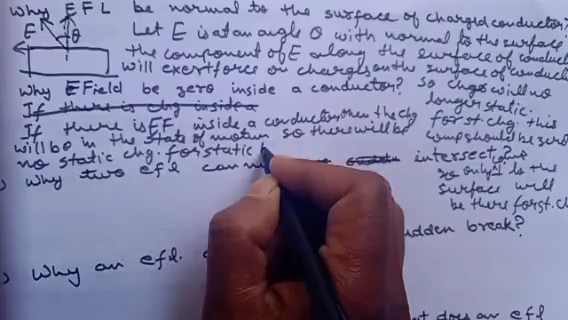 Why EFL be normal to the surface of charged conductor?
E θ Let E is at an angle θ with normal to the surface
the component of E along the surface of conduct
will exert force on charges on the surface of conduct
Why EField be zero inside a conductor? so chgs will no
longer static.
If there is chg inside a
If there is EF inside a conductor, then the chg for st. chg. this
will be in the state of motion so there will be comp should be zero
no static chg. for static
Why two efl can intersect?
so only ⊥ to the
surface will
be there for st. c
udden break?
Why an efl.
t does an efl